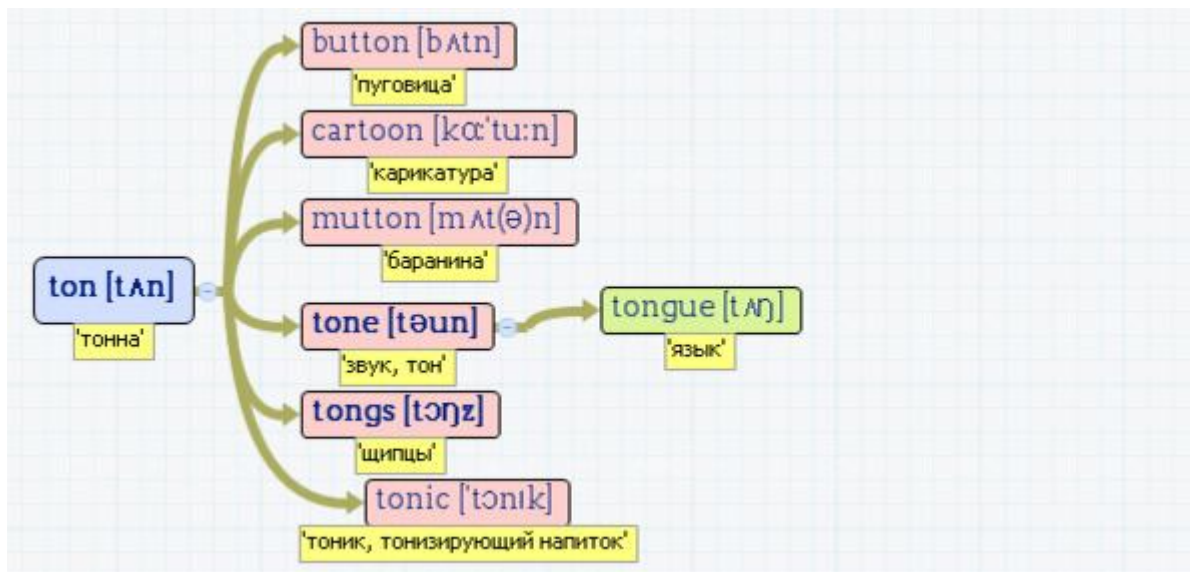 button [bʌtn]
'пуговица'
cartoon [kɑ'tu:n]
'карикатура'
mutton [mʌt(ə)n]
'баранина'
ton [tʌn]
'тонна'
tone [təun]
'звук, тон'
tongue [tʌŋ]
'язык'
tongs [tɔŋz]
'щипцы'
tonic ['tɔnık]
'тоник, тонизирующий напиток'